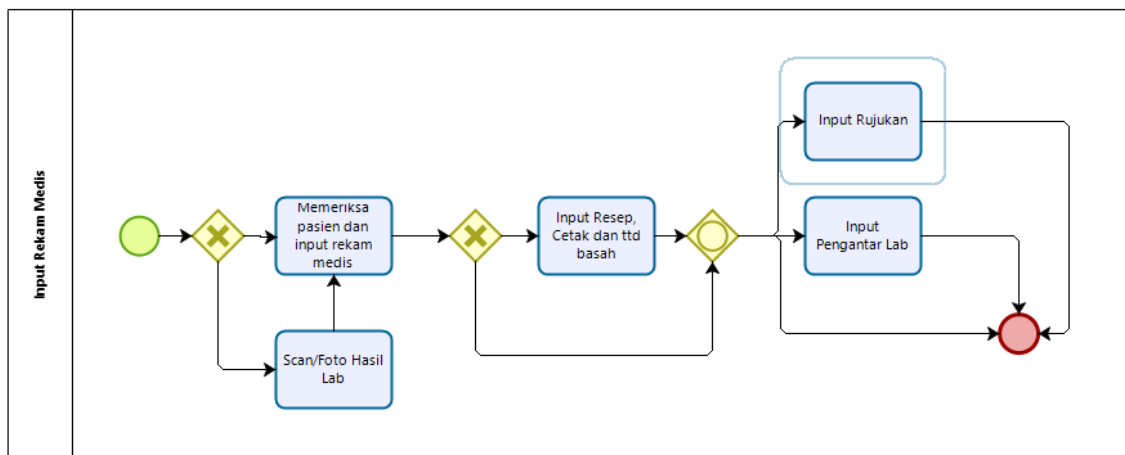 Input Rekam Medis
Memeriksa
pasien dan
input rekam
medis
Scan/Foto Hasil
Lab
Input Resep,
Cetak dan ttd
basah
Input Rujukan
Input
Pengantar Lab